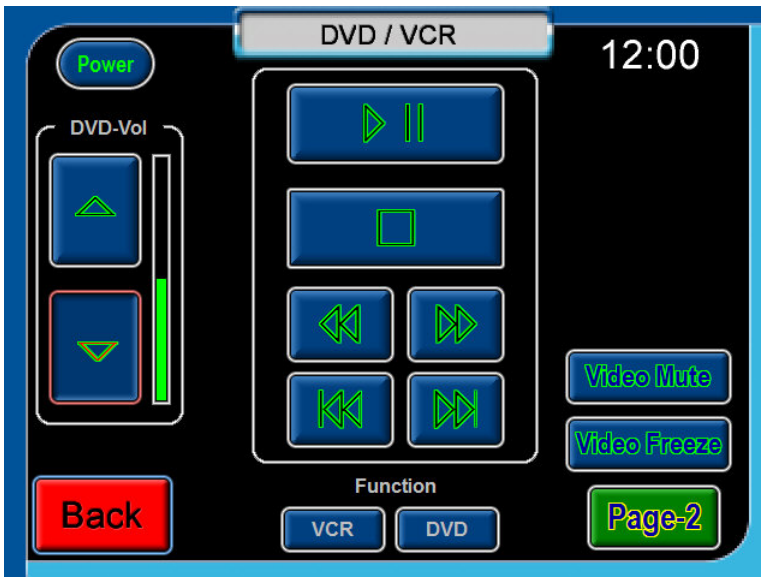 DVD / VCR
12:00
Power
DVD-Vol
Video Mute
Video Freeze
Back
Function
VCR
DVD
Page-2